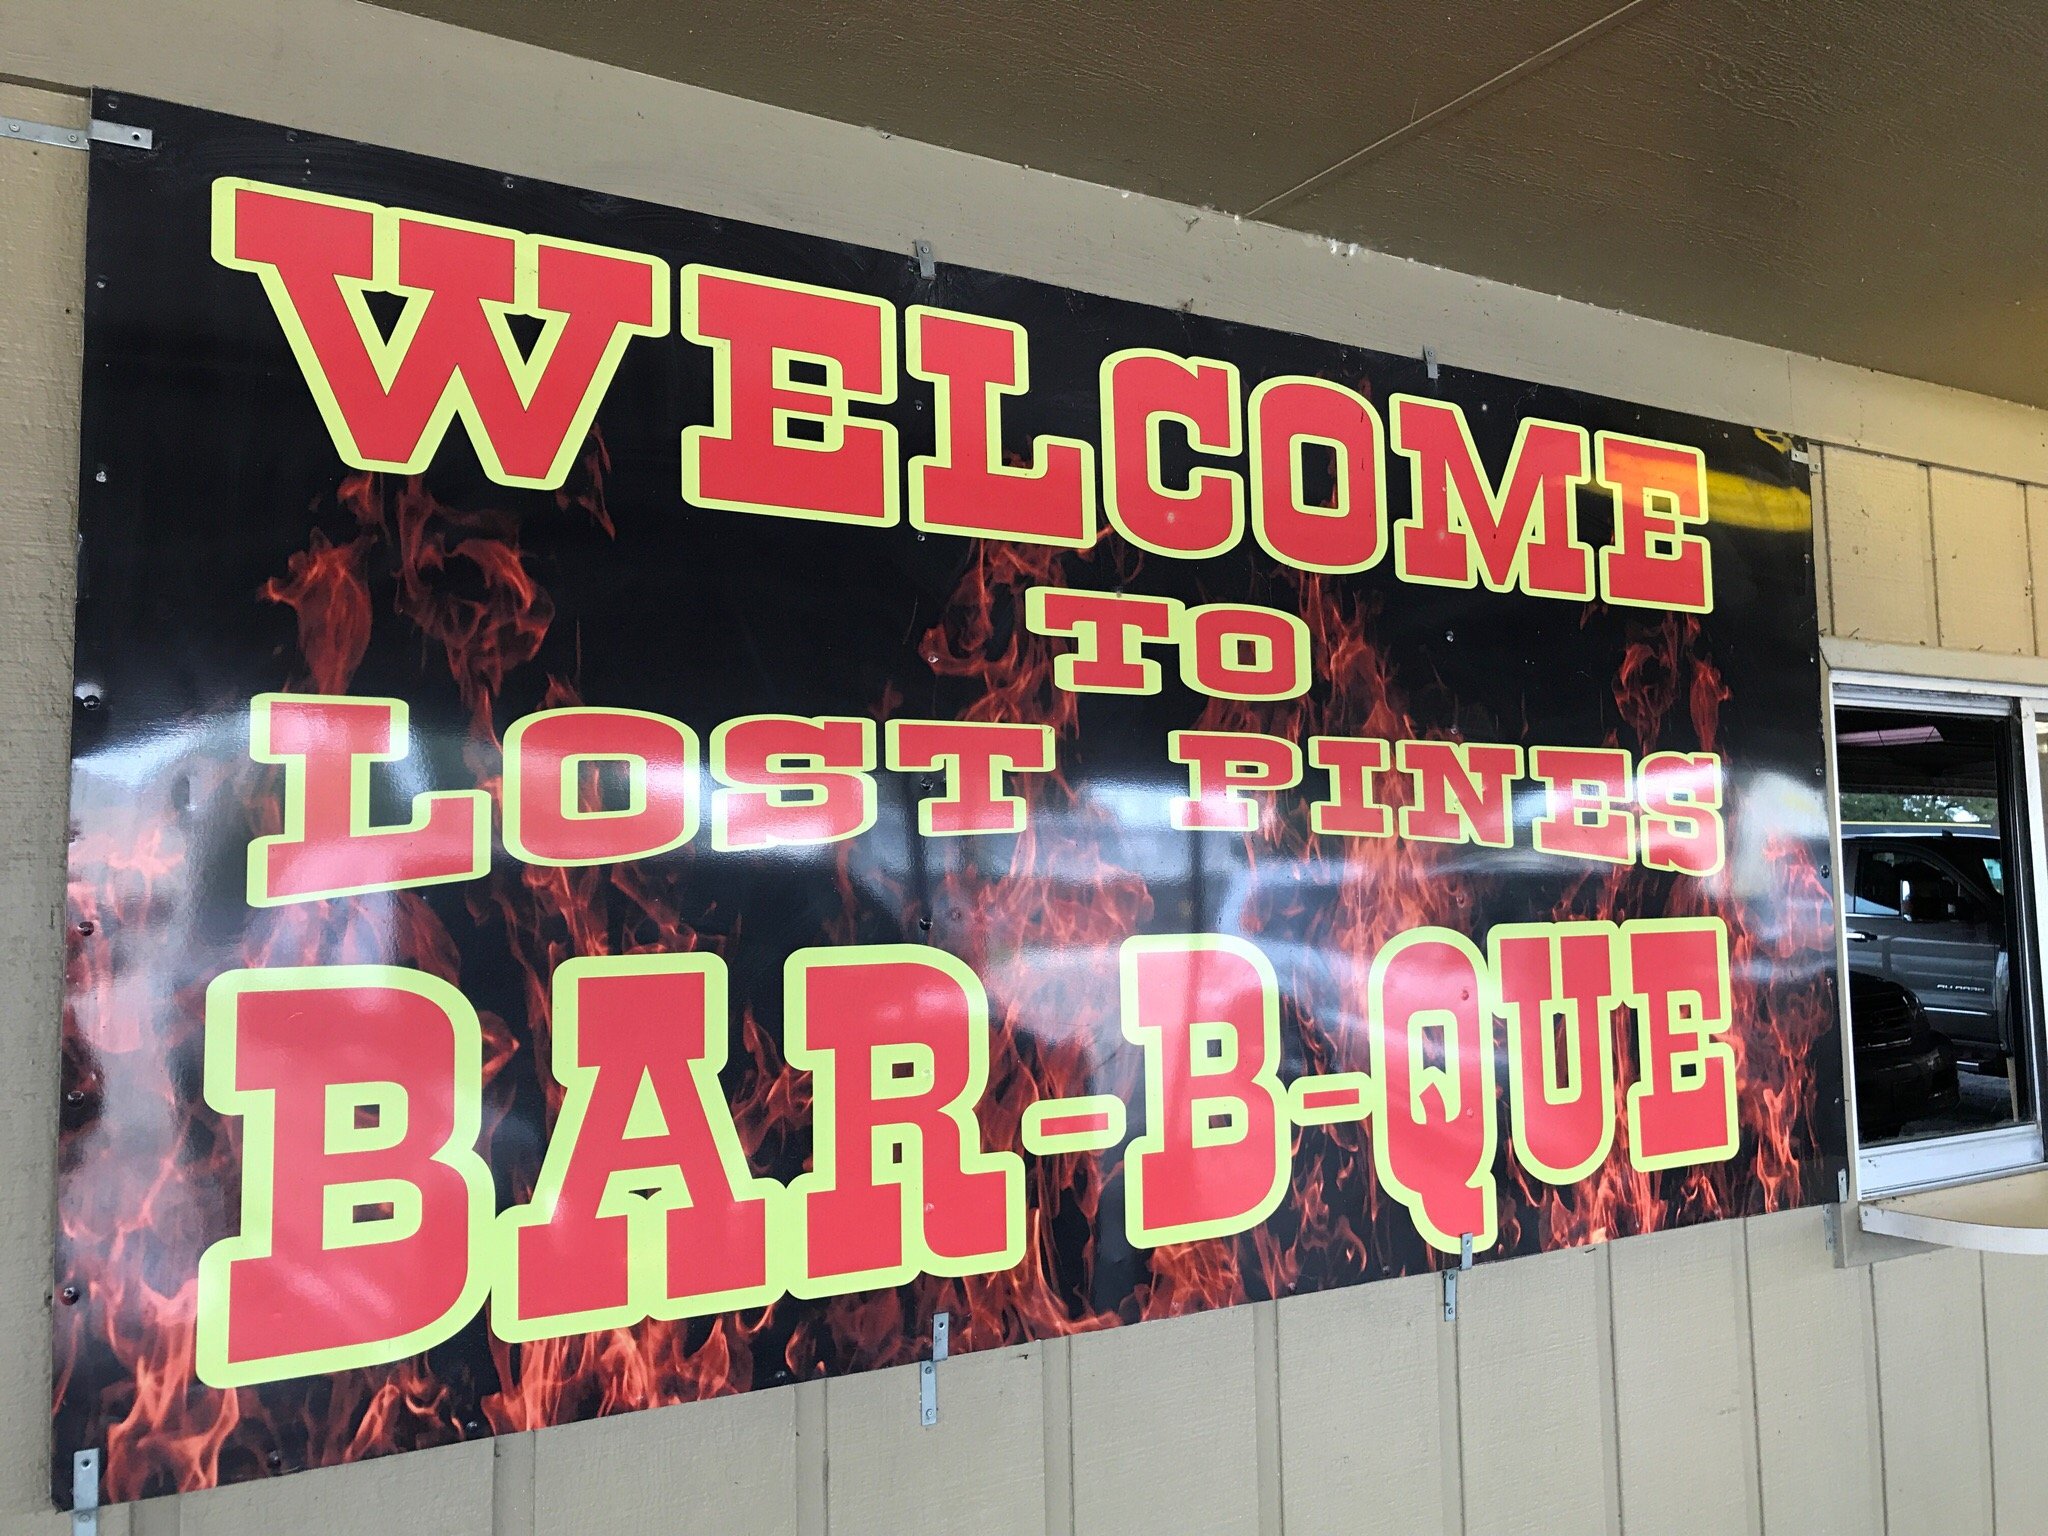 WELCOME
TO
LOST PINES
BAR-B-QUE